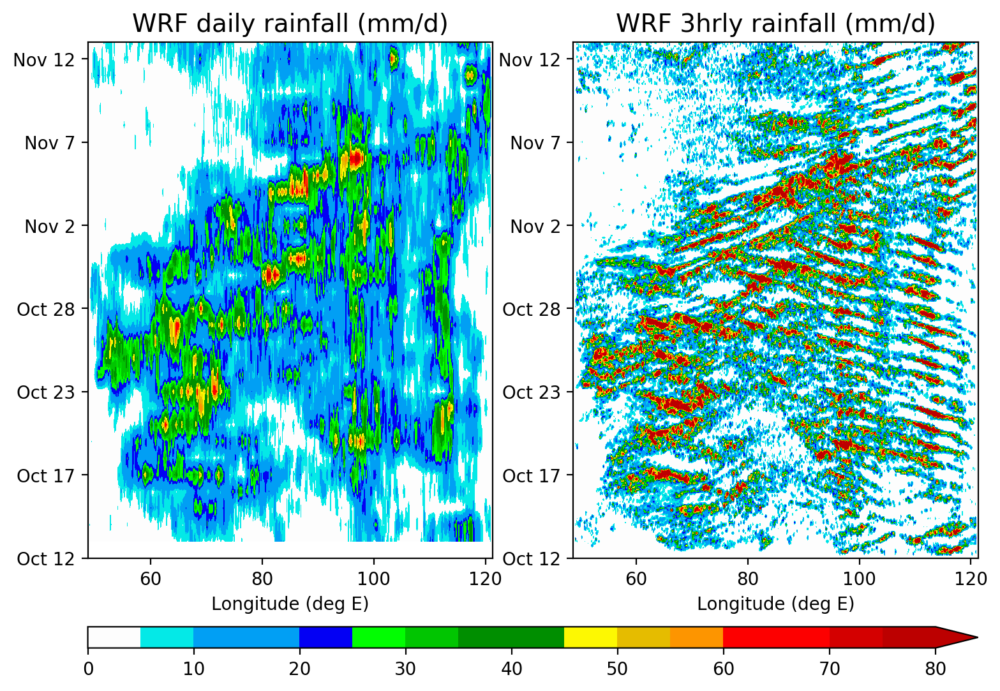 WRF daily rainfall (mm/d)
WRF 3hrly rainfall (mm/d)
Nov 12
Nov 7
Nov 2
Oct 28
Oct 23
Oct 17
Oct 12
60 80 100 120
Longitude (deg E)
Nov 12
Nov 7
Nov 2
Oct 28
Oct 23
Oct 17
Oct 12
60 80 100 120
Longitude (deg E)
0 10 20 30 40 50 60 70 80